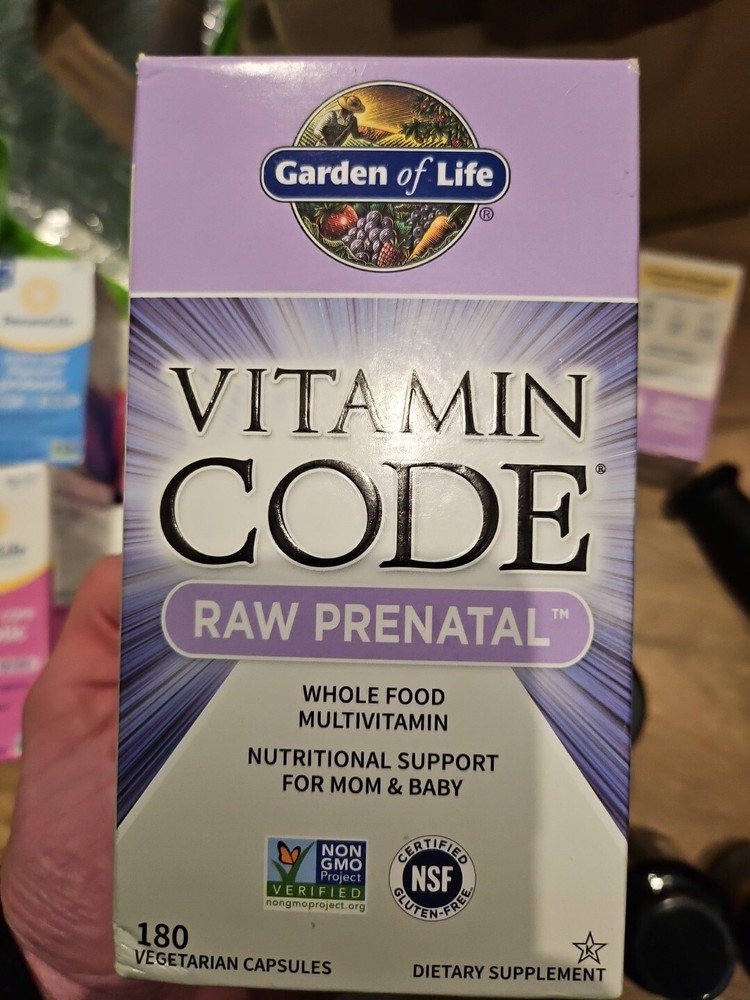 Garden of Life
®
VITAMIN
CODE®
RAW PRENATAL™
WHOLE FOOD
MULTIVITAMIN
NUTRITIONAL SUPPORT
FOR MOM & BABY
NON
GMO
Project
VERIFIED
nongmoproject.org
CERTIFIED
NSF
GLUTEN-FREE
180
VEGETARIAN CAPSULES
K
DIETARY SUPPLEMENT